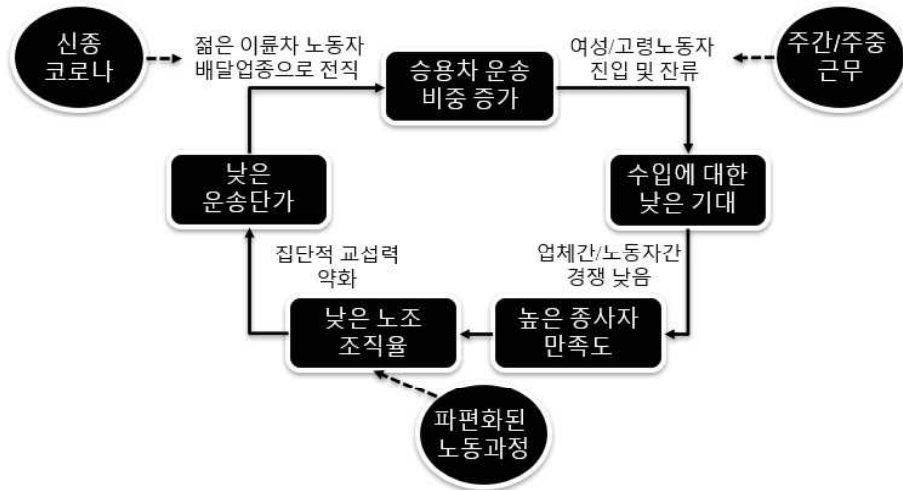 신종
코로나
젊은 이륜차 노동자
배달업종으로 전직
승용차 운송
비중 증가
여성/고령노동자
진입 및 잔류
주간/주중
근무
낮은
운송단가
수입에 대한
낮은 기대
집단적 교섭력
약화
업체간/노동자간
경쟁 낮음
낮은 노조
조직율
높은 종사자
만족도
파편화된
노동과정